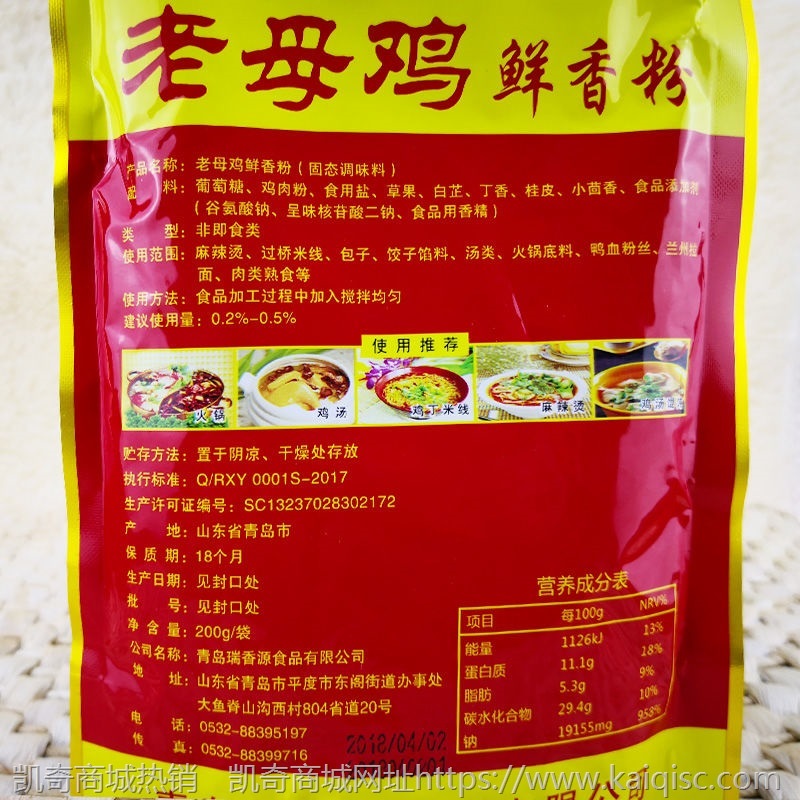 老母鸡鲜香粉
产品名称：老母鸡鲜香粉（固态调味料）
配　　料：葡萄糖、鸡肉粉、食用盐、草果、白芷、丁香、桂皮、小茴香、食品添加剂
（谷氨酸钠、呈味核苷酸二钠、食品用香精）
类　　型：非即食类
使用范围：麻辣烫、过桥米线、包子、饺子馅料、汤类、火锅底料、鸭血粉丝、兰州拉
面、肉类熟食等
使用方法：食品加工过程中加入搅拌均匀
建议使用量：0.2%-0.5%
使用推荐
火锅　鸡汤　鸡丁米线　麻辣烫　鸡汤
贮存方法：置于阴凉、干燥处存放
执行标准：Q/RXY 0001S-2017
生产许可证编号：SC13237028302172
产　　地：山东省青岛市
保 质 期：18个月
生产日期：见封口处
批　　号：见封口处
净 含 量：200g/袋
公司名称：青岛瑞香源食品有限公司
地　　址：山东省青岛市平度市东阁街道办事处
大鱼脊山沟西村804省道20号
电　　话：0532-88395197
传　　真：0532-88399716
2018/04/02
营养成分表
项目　每100g　NRV%
能量　1126kJ　13%
蛋白质　11.1g　18%
脂肪　5.3g　9%
碳水化合物　29.4g　10%
钠　19155mg　958%
凯奇商城热销　凯奇商城网址https://www.kaiqisc.com